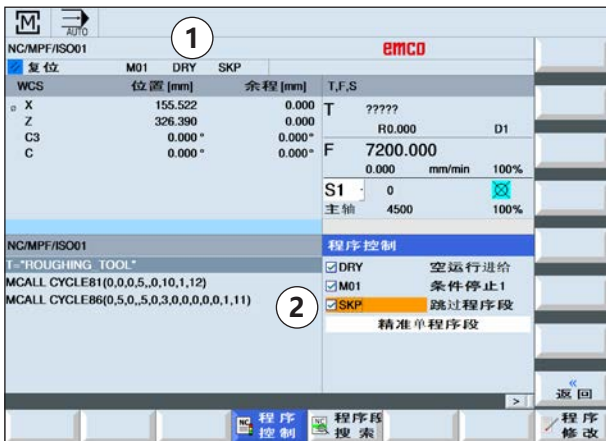 M
AUTO
1
NC/MPF/ISO01
emco
复位 M01 DRY SKP
WCS 位置 [mm] 余程 [mm] T,F,S
X 155.522 0.000
Z 326.390 0.000
C3 0.000 ° 0.000°
C 0.000 ° 0.000°
T ?????
R0.000 D1
F 7200.000
0.000 mm/min 100%
S1 0
主轴 4500 100%
NC/MPF/ISO01
T="ROUGHING TOOL"
MCALL CYCLE81(0,0,0,5,,0,10,1,12)
MCALL CYCLE86(0,5,0,,5,0,3,0,0,0,0,0,1,11)
程序控制
DRY 空运行进给
M01 条件停止1
2
SKP 跳过程序段
精准单程序段
«
返回
>
NC 程序控制
NC 程序段搜索
程序修改